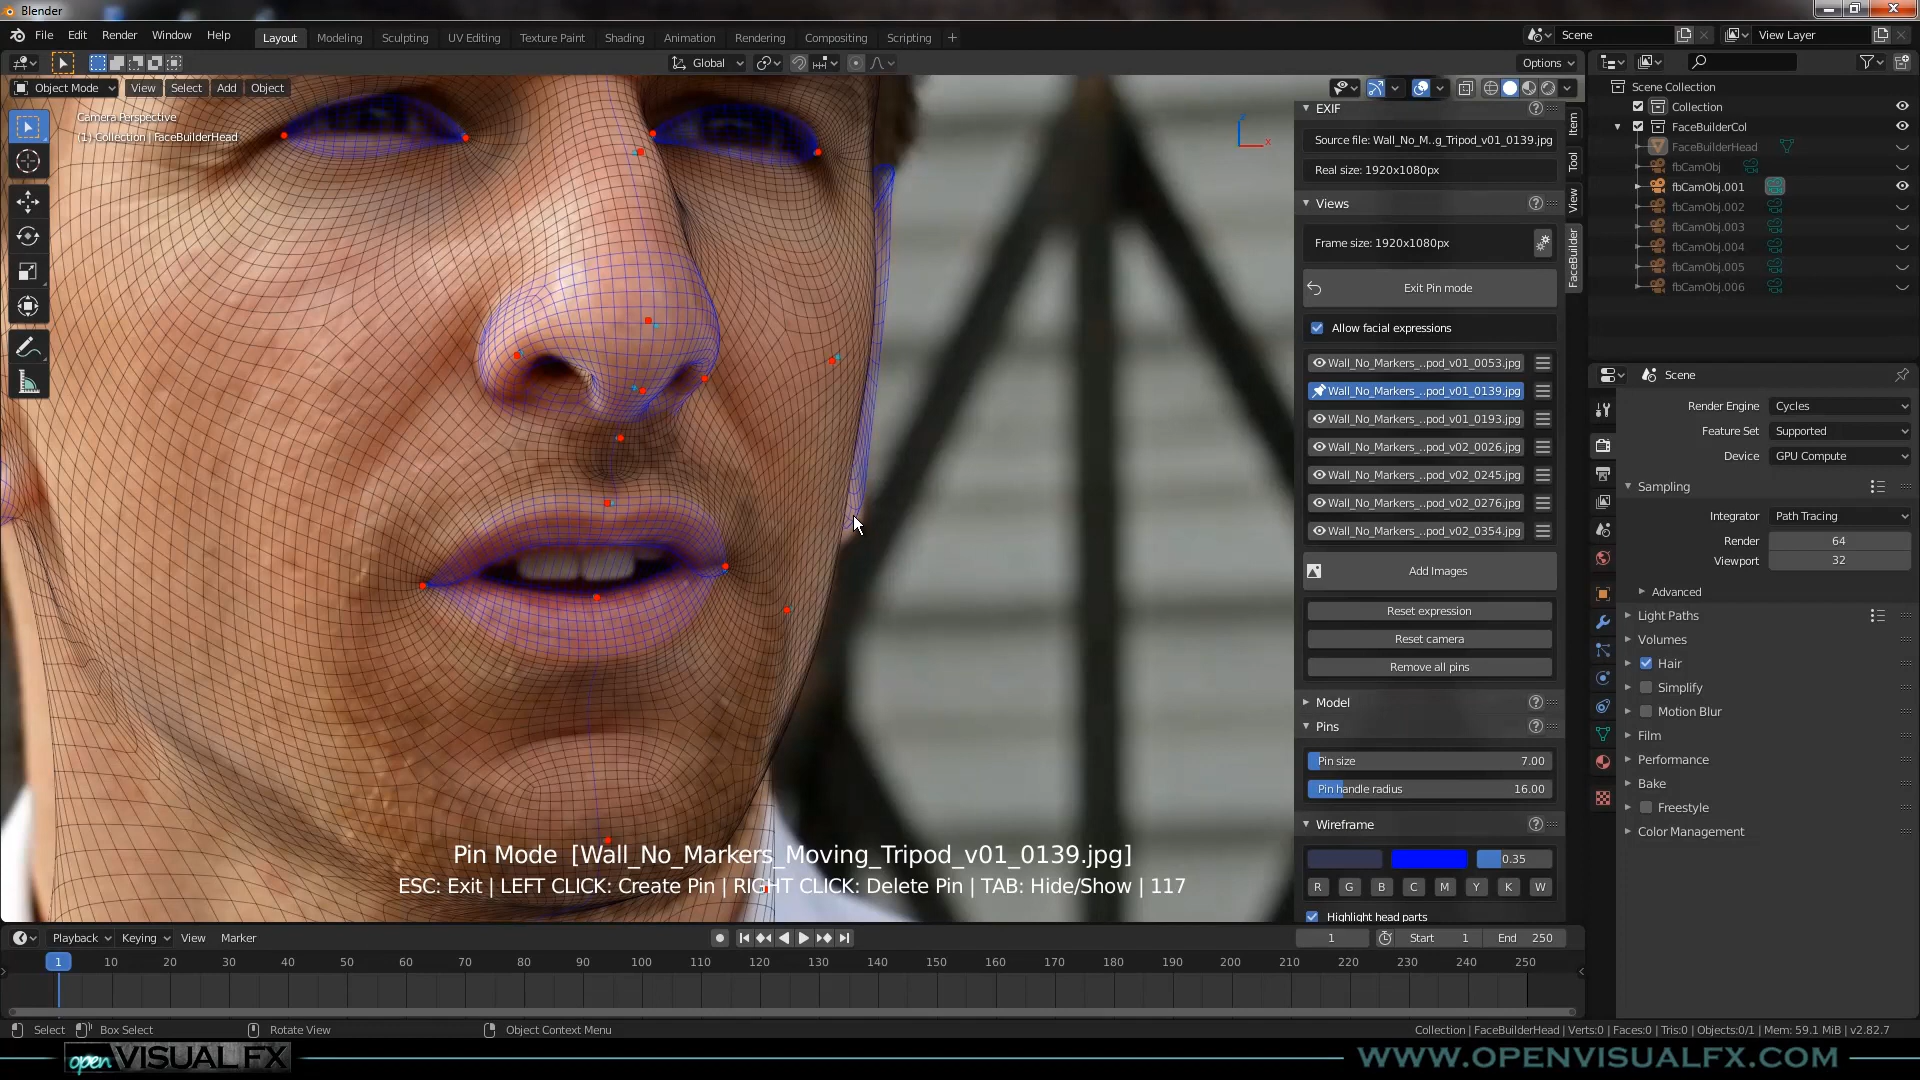 Blender
File Edit Render Window Help
Layout Modeling Sculpting UV Editing Texture Paint Shading Animation Rendering Compositing Scripting +
Scene
View Layer
Global
Options
Object Mode View Select Add Object
Camera Perspective
(1) Collection | FaceBuilderHead
Z
X
EXIF
Source file: Wall_No_M..g_Tripod_v01_0139.jpg
Real size: 1920x1080px
Views
Frame size: 1920x1080px
Exit Pin mode
Allow facial expressions
Wall_No_Markers_..pod_v01_0053.jpg
Wall_No_Markers_..pod_v01_0139.jpg
Wall_No_Markers_..pod_v01_0193.jpg
Wall_No_Markers_..pod_v02_0026.jpg
Wall_No_Markers_..pod_v02_0245.jpg
Wall_No_Markers_..pod_v02_0276.jpg
Wall_No_Markers_..pod_v02_0354.jpg
Add Images
Reset expression
Reset camera
Remove all pins
Model
Pins
Pin size 7.00
Pin handle radius 16.00
Wireframe
0.35
R G B C M Y K W
Highlight head parts
Item
Tool
View
FaceBuilder
Scene Collection
Collection
FaceBuilderCol
FaceBuilderHead
fbCamObj
fbCamObj.001
fbCamObj.002
fbCamObj.003
fbCamObj.004
fbCamObj.005
fbCamObj.006
Scene
Render Engine Cycles
Feature Set Supported
Device GPU Compute
Sampling
Integrator Path Tracing
Render 64
Viewport 32
Advanced
Light Paths
Volumes
Hair
Simplify
Motion Blur
Film
Performance
Bake
Freestyle
Color Management
Pin Mode [Wall_No_Markers_Moving_Tripod_v01_0139.jpg]
ESC: Exit | LEFT CLICK: Create Pin | RIGHT CLICK: Delete Pin | TAB: Hide/Show | 117
Playback Keying View Marker
1 Start 1 End 250
1 10 20 30 40 50 60 70 80 90 100 110 120 130 140 150 160 170 180 190 200 210 220 230 240 250
Select Box Select Rotate View Object Context Menu
Collection | FaceBuilderHead | Verts:0 | Faces:0 | Tris:0 | Objects:0/1 | Mem: 59.1 MiB | v2.82.7
open VISUALFX
WWW.OPENVISUALFX.COM